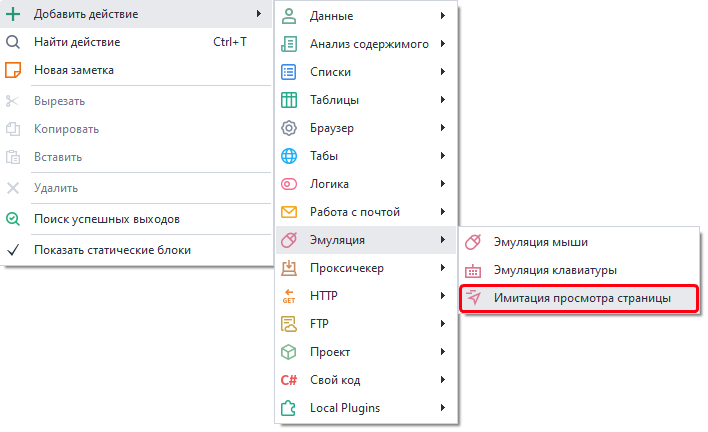 Добавить действие
Найти действие Ctrl+T
Новая заметка
Вырезать
Копировать
Вставить
Удалить
Поиск успешных выходов
Показать статические блоки
Данные
Анализ содержимого
Списки
Таблицы
Браузер
Табы
Логика
Работа с почтой
Эмуляция
Проксичекер
GET HTTP
FTP
Проект
C# Свой код
Local Plugins
Эмуляция мыши
Эмуляция клавиатуры
Имитация просмотра страницы